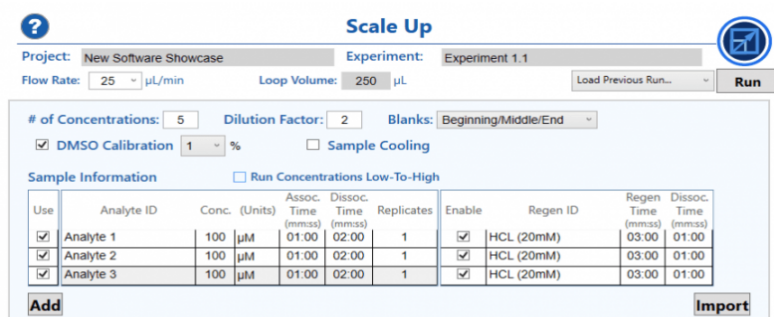 ? Scale Up
Project: New Software Showcase Experiment: Experiment 1.1
Flow Rate: 25 µL/min Loop Volume: 250 µL Load Previous Run... Run
# of Concentrations: 5 Dilution Factor: 2 Blanks: Beginning/Middle/End
DMSO Calibration 1 % Sample Cooling
Sample Information Run Concentrations Low-To-High
Use Analyte ID Conc. (Units) Assoc. Time (mm:ss) Dissoc. Time (mm:ss) Replicates Enable Regen ID Regen Time (mm:ss) Dissoc. Time (mm:ss)
Analyte 1 100 µM 01:00 02:00 1 HCL (20mM) 03:00 01:00
Analyte 2 100 µM 01:00 02:00 1 HCL (20mM) 03:00 01:00
Analyte 3 100 µM 01:00 02:00 1 HCL (20mM) 03:00 01:00
Add Import